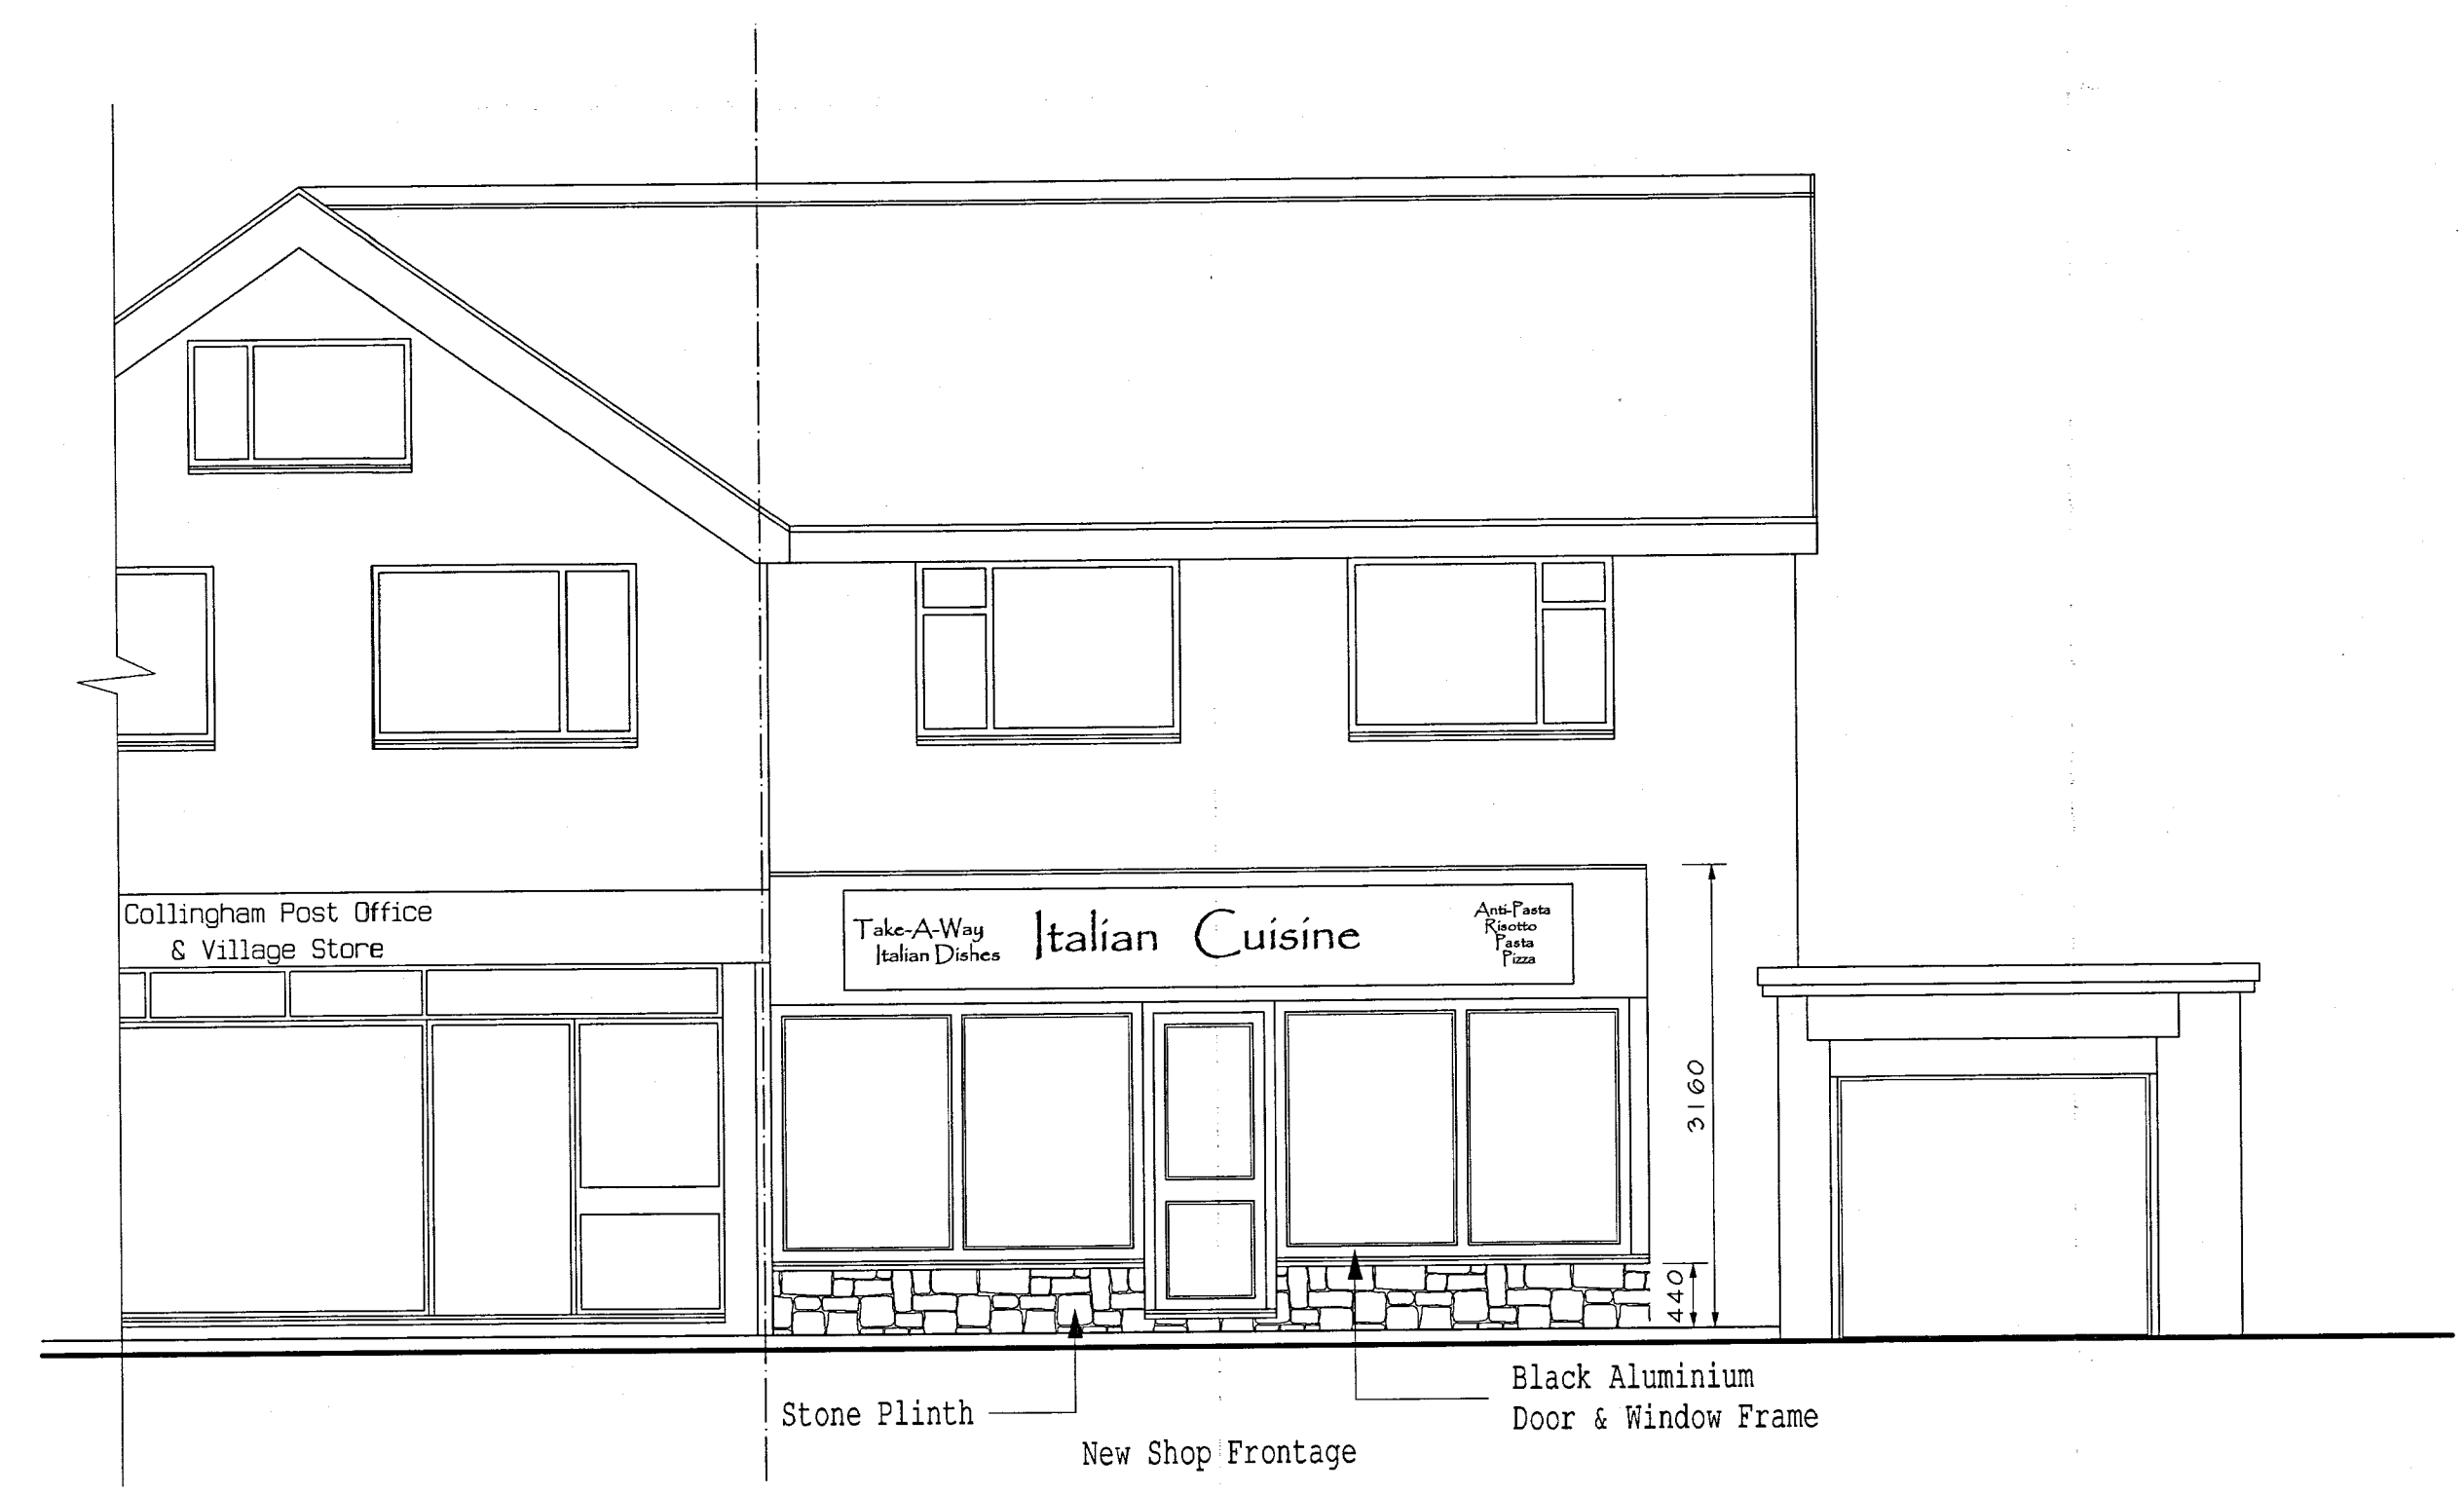 Collingham Post Office
& Village Store
Take-A-Way
Italian Dishes
Italian Cuisine
Anti-Pasta
Risotto
Pasta
Pizza
3160
440
Stone Plinth
Black Aluminium
Door & Window Frame
New Shop Frontage